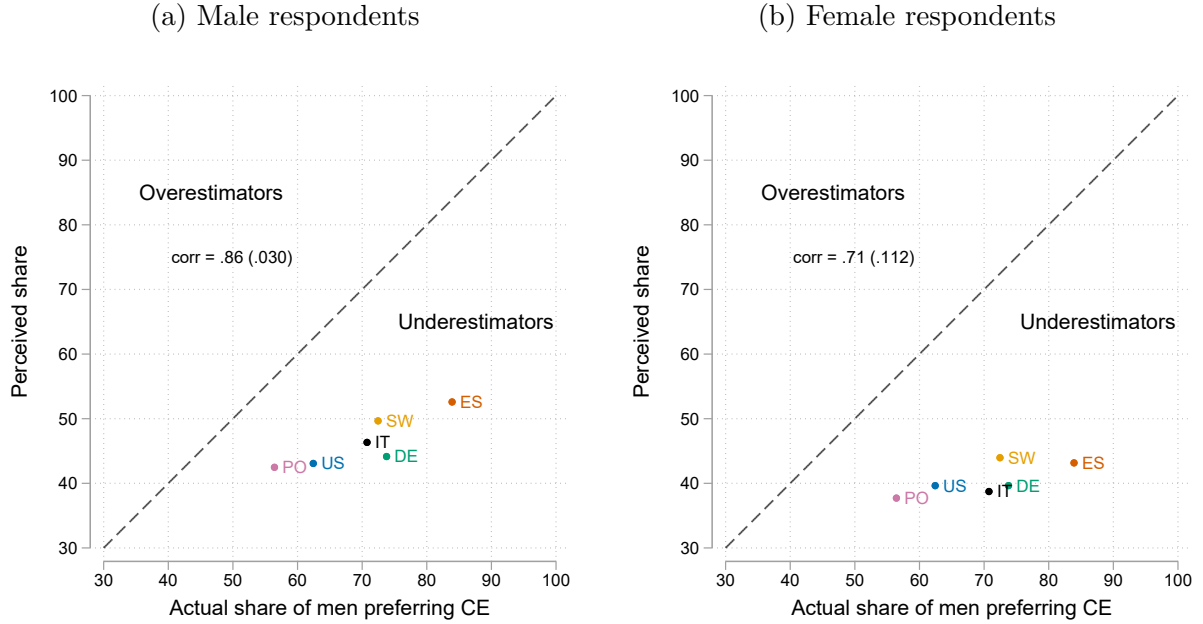 (a) Male respondents
100
90
80
70
60
50
40
30
Perceived share
Overestimators
corr = .86 (.030)
Underestimators
ES
SW
IT
DE
PO
US
30 40 50 60 70 80 90 100
Actual share of men preferring CE
(b) Female respondents
100
90
80
70
60
50
40
30
Perceived share
Overestimators
corr = .71 (.112)
Underestimators
SW
ES
US
IT
DE
PO
30 40 50 60 70 80 90 100
Actual share of men preferring CE